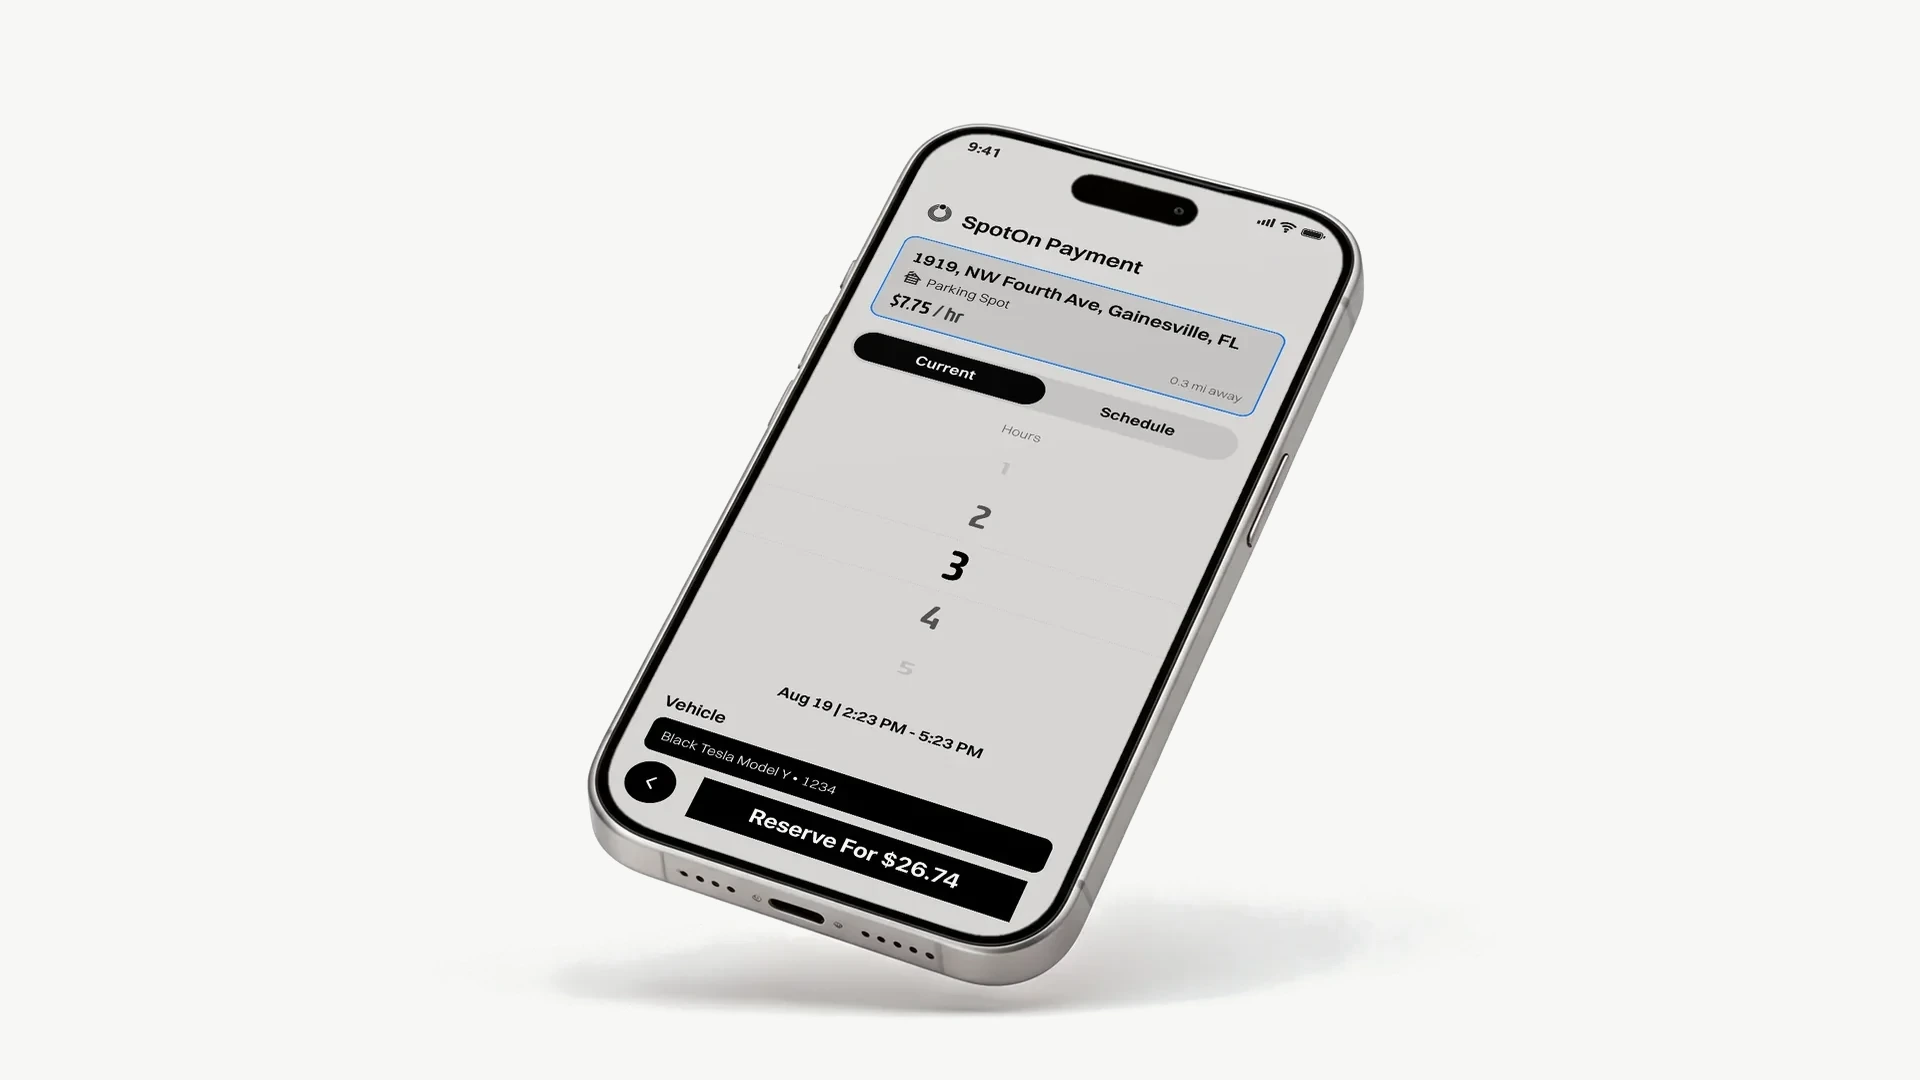 9:41
SpotOn Payment
1919, NW Fourth Ave, Gainesville, FL
Parking Spot
$7.75 / hr
0.3 mi away
Current
Schedule
Hours
1
2
3
4
5
Aug 19 | 2:23 PM - 5:23 PM
Vehicle
Black Tesla Model Y • 1234
Reserve For $26.74